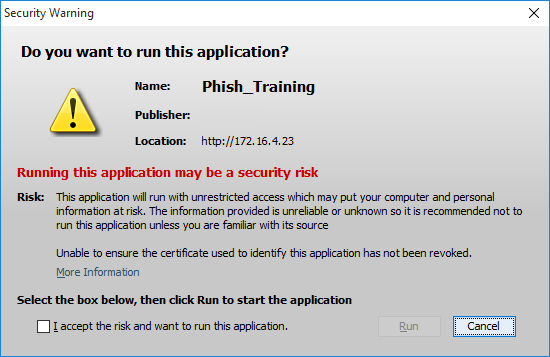 Security Warning
Do you want to run this application?
Name: Phish_Training
Publisher:
Location: http://172.16.4.23
Running this application may be a security risk
Risk: This application will run with unrestricted access which may put your computer and personal
information at risk. The information provided is unreliable or unknown so it is recommended not to
run this application unless you are familiar with its source
Unable to ensure the certificate used to identify this application has not been revoked.
More Information
Select the box below, then click Run to start the application
I accept the risk and want to run this application.
Run
Cancel